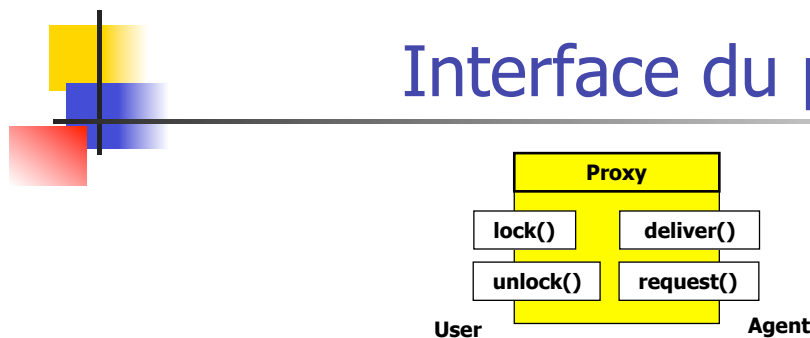 Interface du
Proxy
lock() deliver()
unlock() request()
User Agent